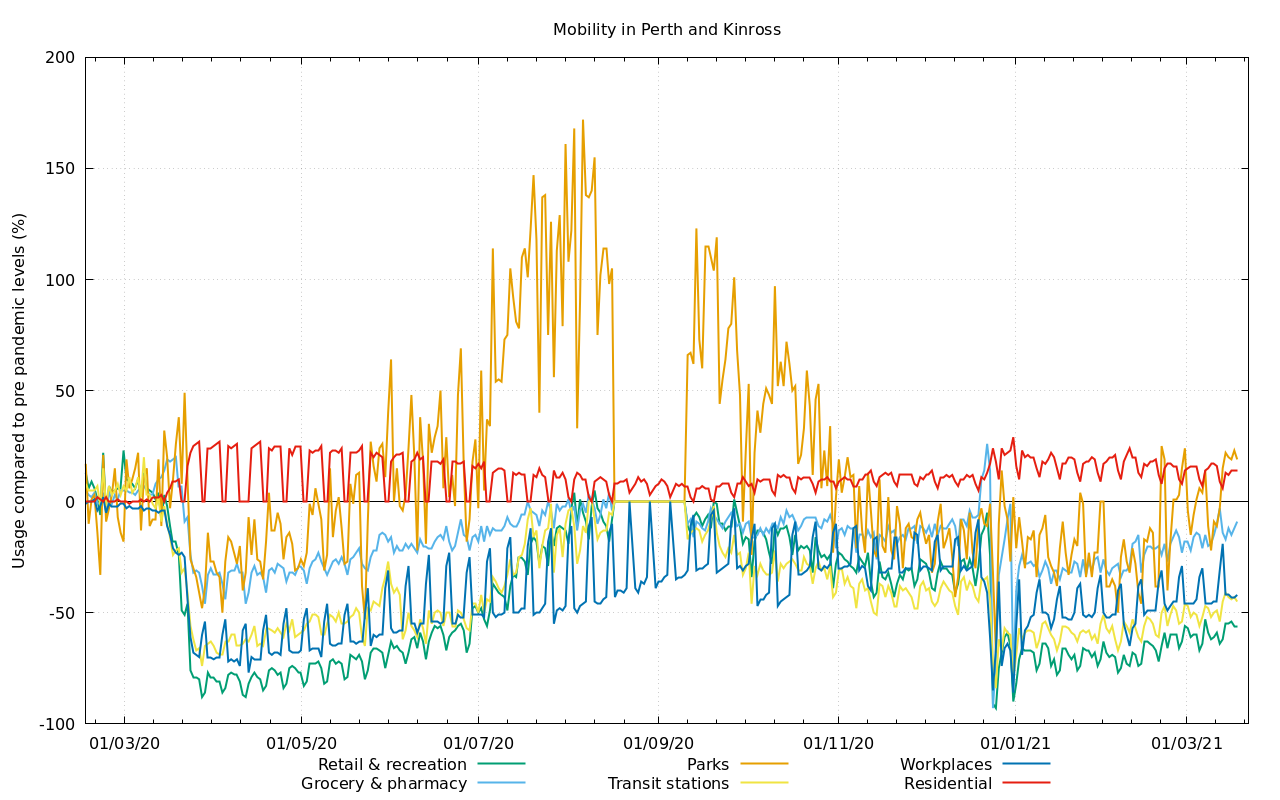 Mobility in Perth and Kinross
Usage compared to pre pandemic levels (%)
200
150
100
50
0
-50
-100
01/03/20 01/05/20 01/07/20 01/09/20 01/11/20 01/01/21 01/03/21
Retail & recreation Parks Workplaces
Grocery & pharmacy Transit stations Residential